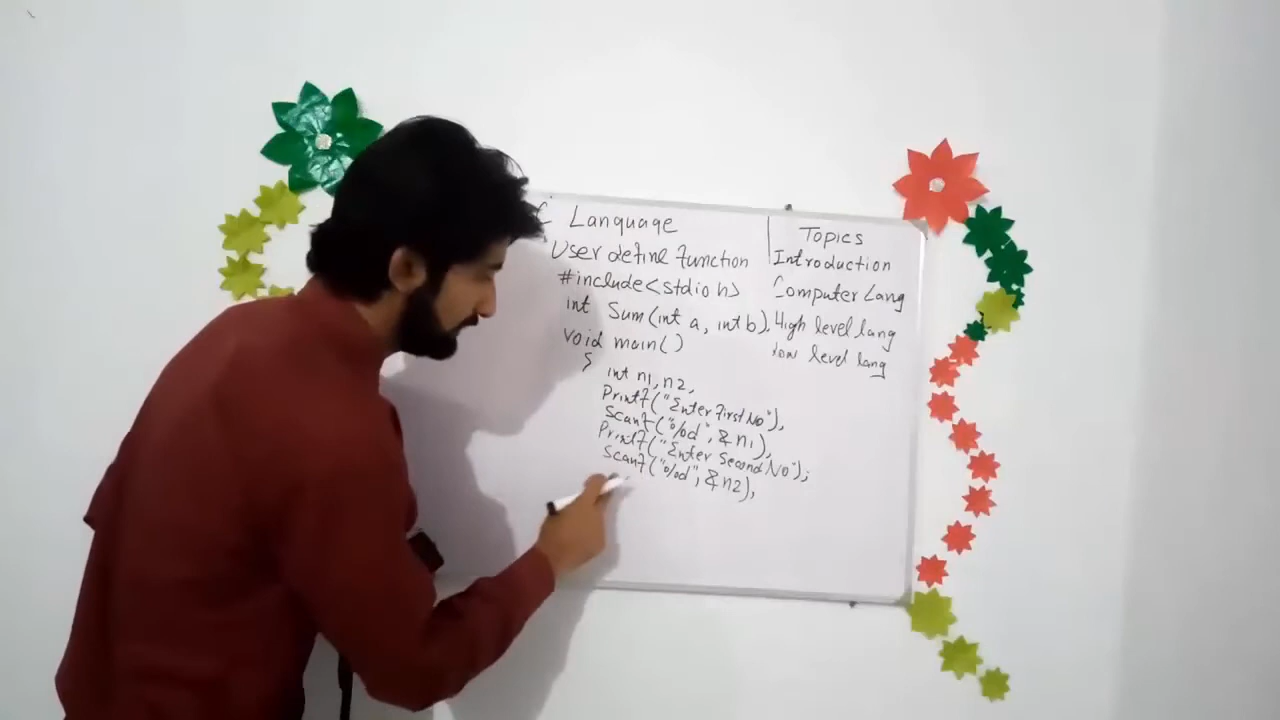 C Language
User define Function
#include<stdio h>
int Sum(int a, int b),
void main()
{
int n1, n2,
Printf("Enter First No"),
Scanf("%d", & n1),
Printf("Enter Second No");
Scanf("%d", & n2),
Topics
Introduction
Computer Lang
High level lang
low level lang